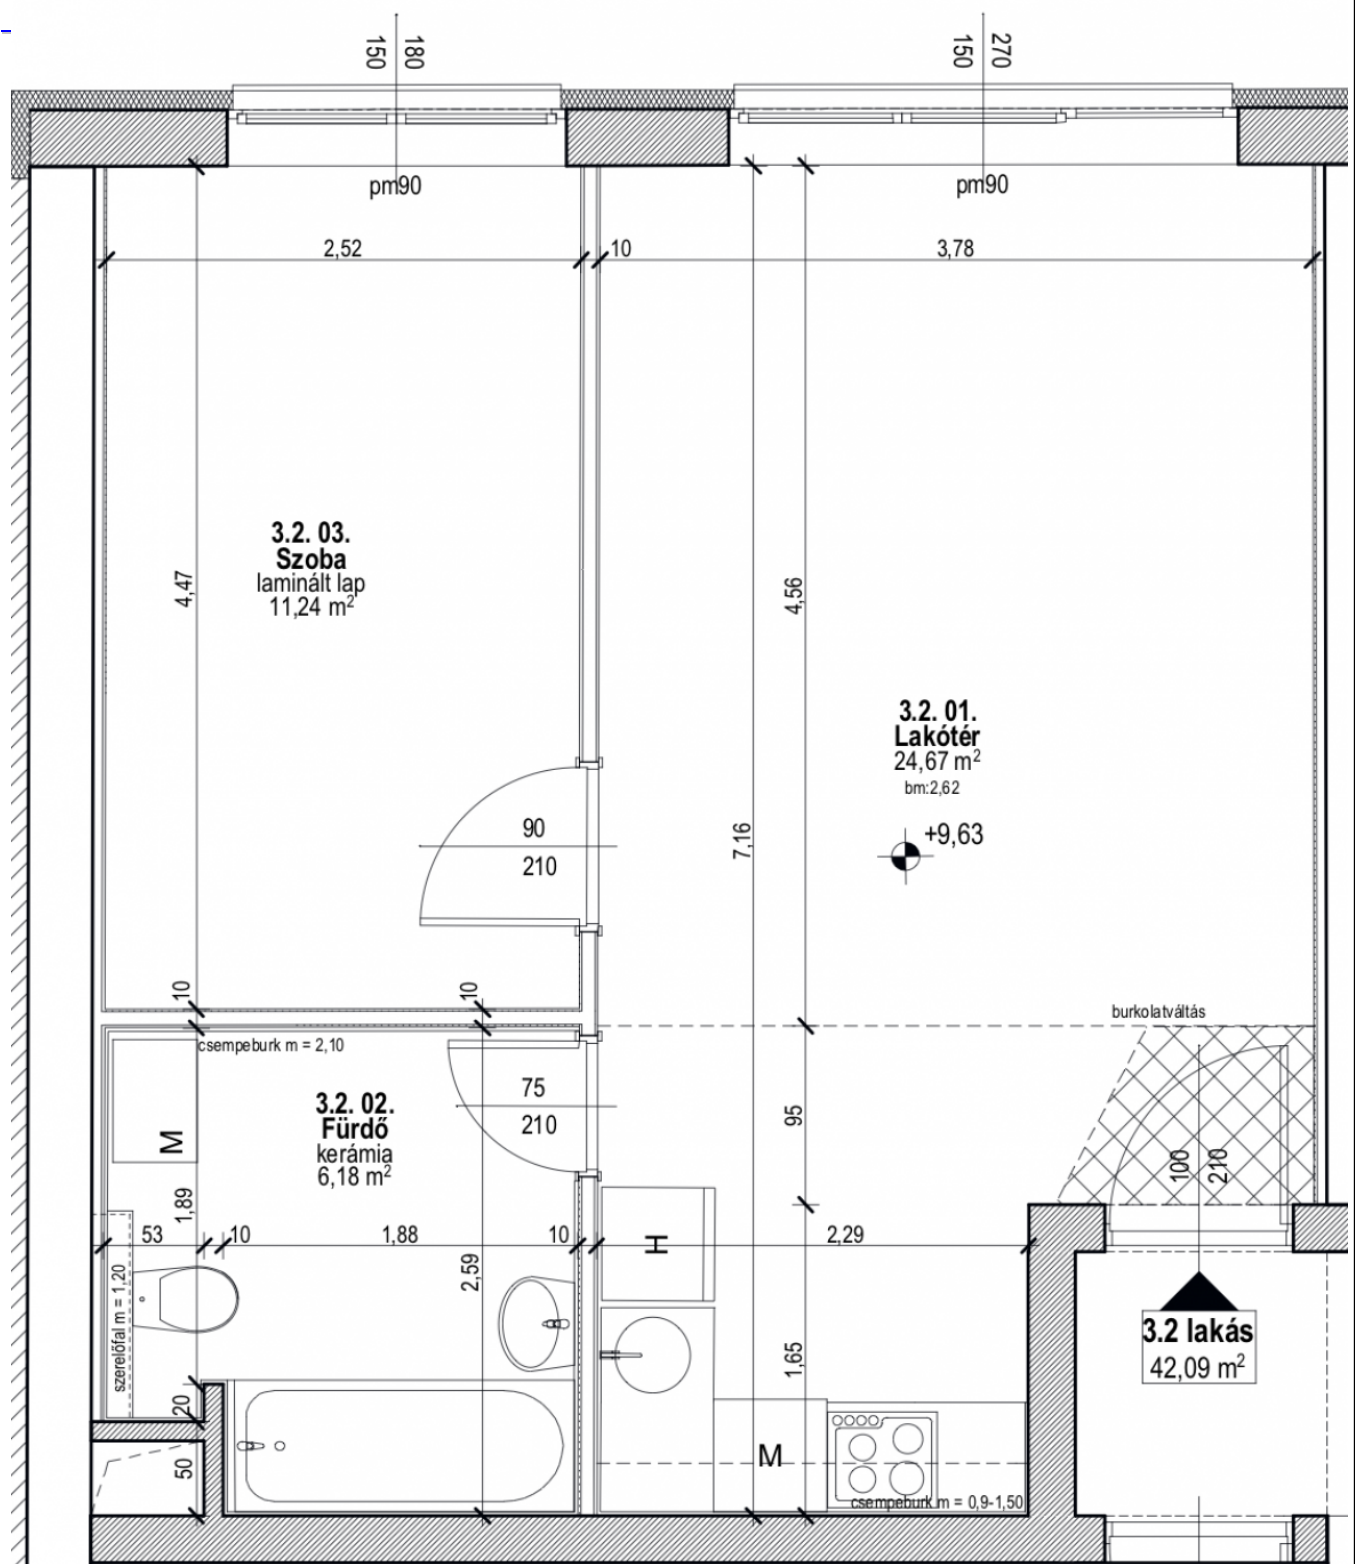 150
180
150
270
pm90
pm90
2,52
10
3,78
3.2. 03.
Szoba
laminált lap
11,24 m²
4,47
4,56
3.2. 01.
Lakótér
24,67 m²
bm:2,62
+9,63
7,16
90
210
10
10
burkolatváltás
csempeburk m = 2,10
75
210
3.2. 02.
Fürdő
kerámia
6,18 m²
M
95
100
210
1,89
53
10
1,88
10
H
2,29
2,59
szerelőfal m = 1,20
1,65
3.2 lakás
42,09 m²
20
50
M
csempeburk m = 0,9-1,50